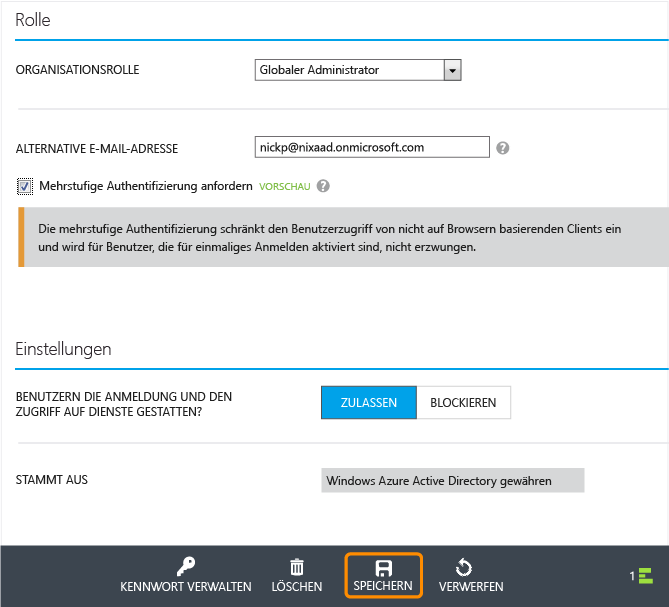 Rolle
ORGANISATIONSROLLE
Globaler Administrator
ALTERNATIVE E-MAIL-ADRESSE
nickp@nixaad.onmicrosoft.com
?
Mehrstufige Authentifizierung anfordern VORSCHAU ?
Die mehrstufige Authentifizierung schränkt den Benutzerzugriff von nicht auf Browsern basierenden Clients ein
und wird für Benutzer, die für einmaliges Anmelden aktiviert sind, nicht erzwungen.
Einstellungen
BENUTZERN DIE ANMELDUNG UND DEN
ZUGRIFF AUF DIENSTE GESTATTEN?
ZULASSEN
BLOCKIEREN
STAMMT AUS
Windows Azure Active Directory gewähren
KENNWORT VERWALTEN
LÖSCHEN
SPEICHERN
VERWERFEN
1